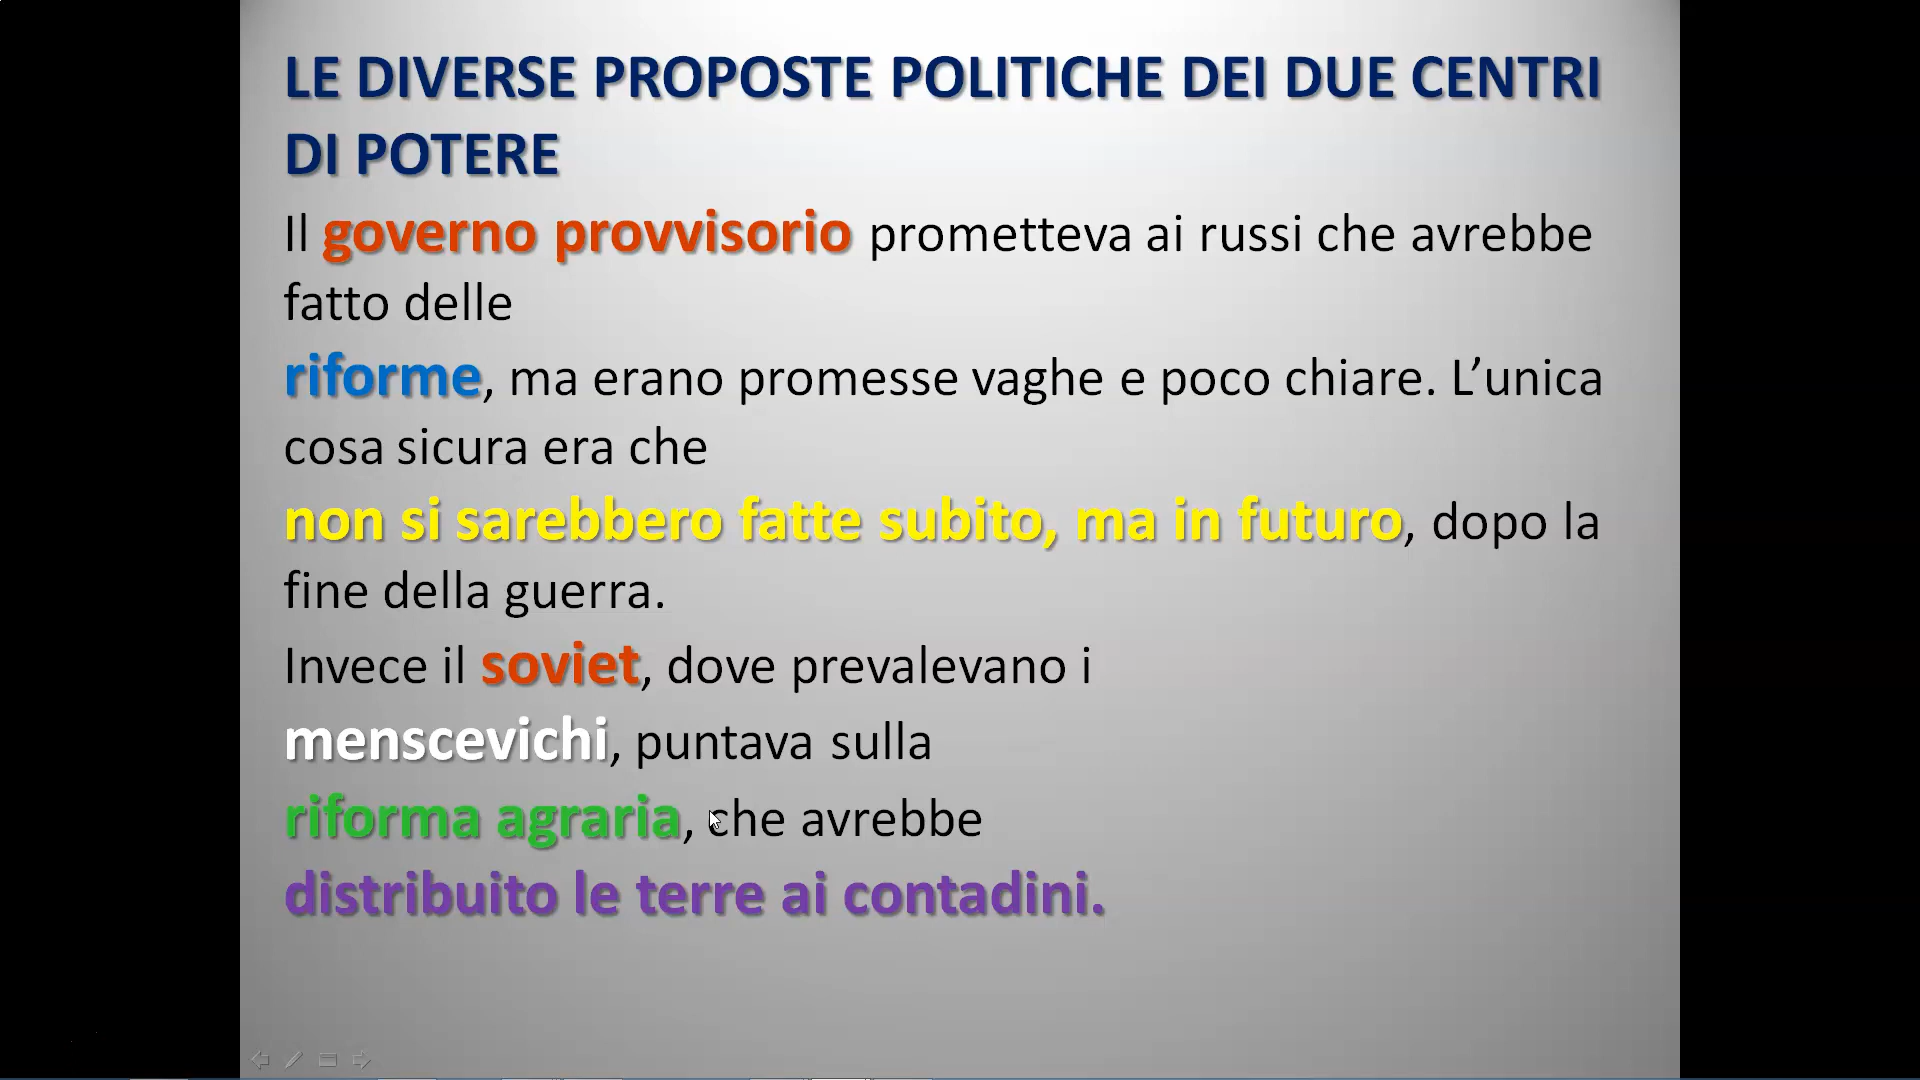 LE DIVERSE PROPOSTE POLITICHE DEI DUE CENTRI
DI POTERE
Il governo provvisorio prometteva ai russi che avrebbe
fatto delle
riforme, ma erano promesse vaghe e poco chiare. L’unica
cosa sicura era che
non si sarebbero fatte subito, ma in futuro, dopo la
fine della guerra.
Invece il soviet, dove prevalevano i
menscevichi, puntava sulla
riforma agraria, che avrebbe
distribuito le terre ai contadini.